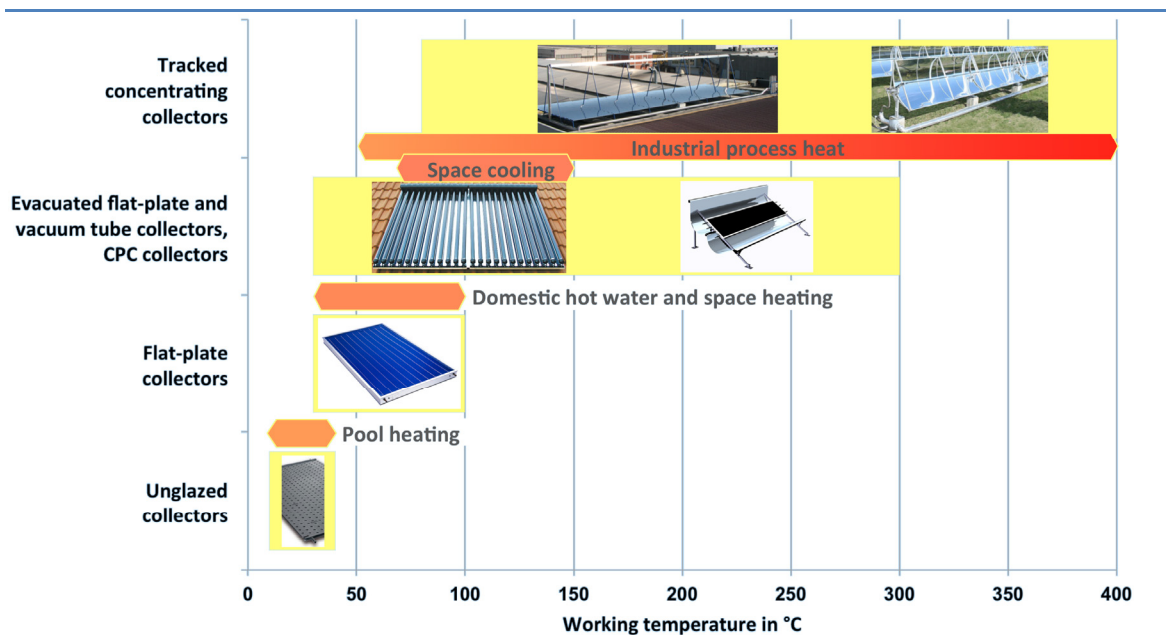 Tracked
concentrating
collectors
Industrial process heat
Space cooling
Evacuated flat-plate and
vacuum tube collectors,
CPC collectors
Domestic hot water and space heating
Flat-plate
collectors
Pool heating
Unglazed
collectors
0 50 100 150 200 250 300 350 400
Working temperature in °C